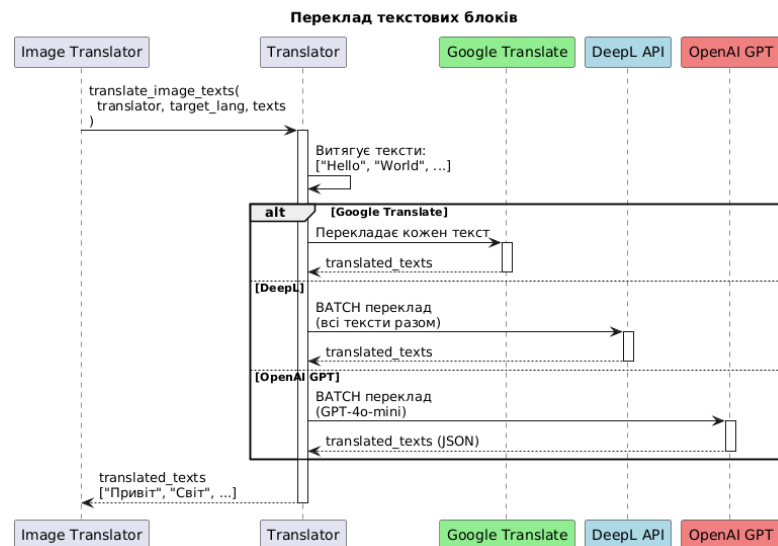 Переклад текстових блоків
Image Translator
Translator
Google Translate
DeepL API
OpenAI GPT
translate_image_texts(
translator, target_lang, texts
)
Витягує тексти:
["Hello", "World", ...]
alt
[Google Translate]
Перекладає кожен текст
translated_texts
[DeepL]
BATCH переклад
(всі тексти разом)
translated_texts
[OpenAI GPT]
BATCH переклад
(GPT-4o-mini)
translated_texts (JSON)
translated_texts
["Привіт", "Світ", ...]
Image Translator
Translator
Google Translate
DeepL API
OpenAI GPT